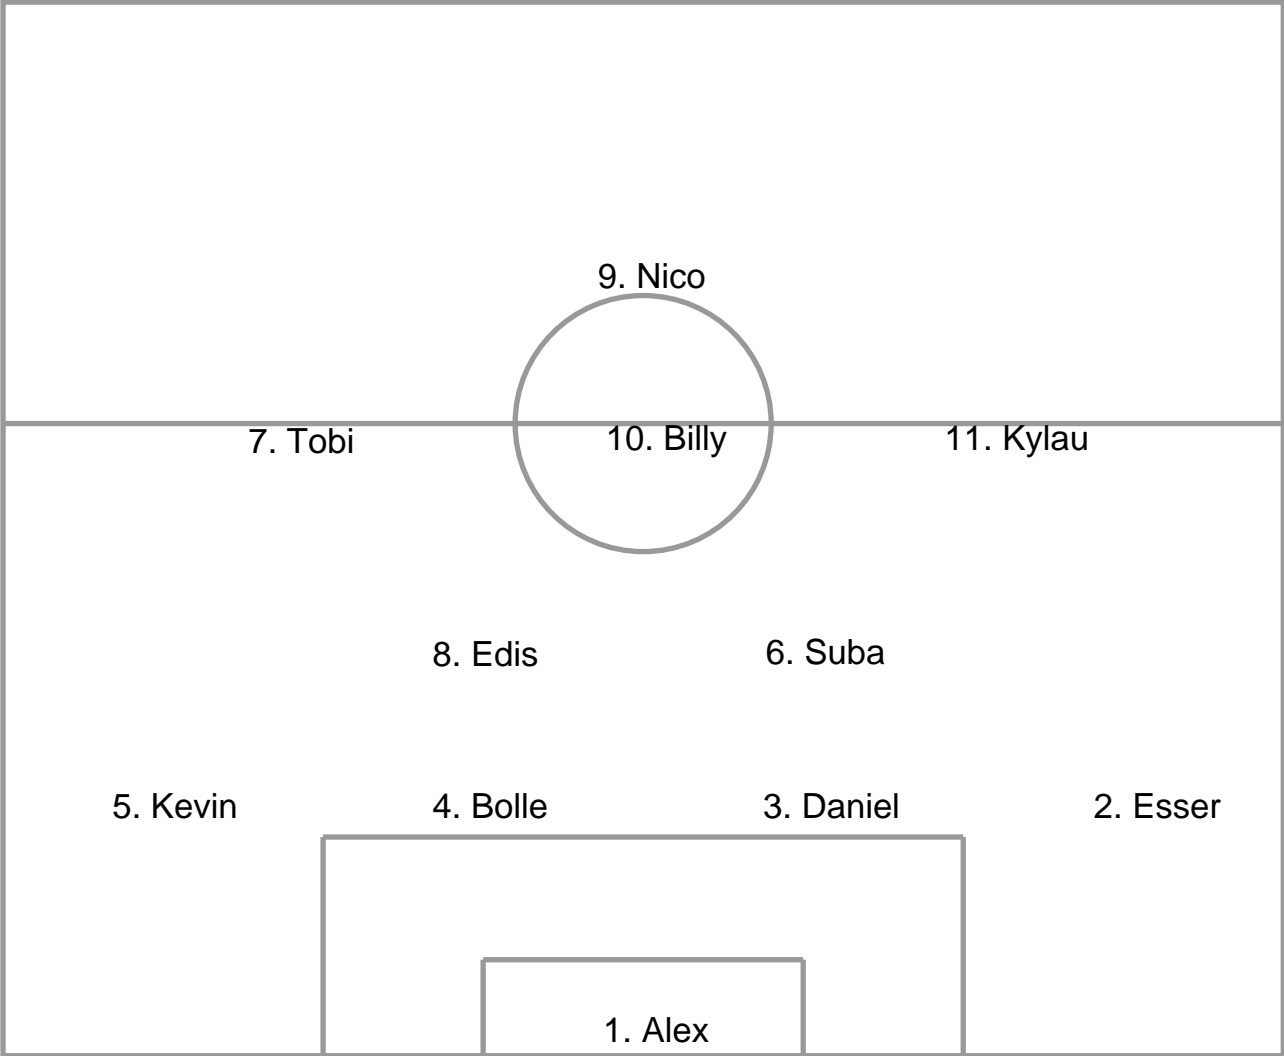 9. Nico
7. Tobi
10. Billy
11. Kylau
8. Edis
6. Suba
5. Kevin
4. Bolle
3. Daniel
2. Esser
1. Alex